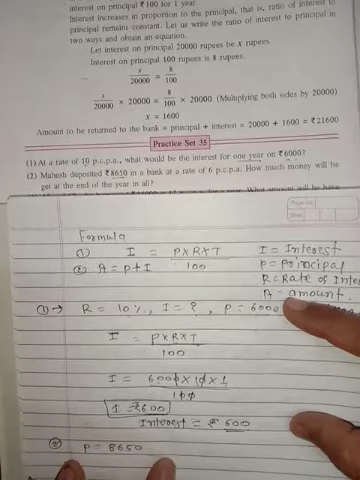 interest on principal ₹100 for 1 year.
Interest increases in proportion to the principal, that is, ratio of interest to
principal remains constant. Let us write the ratio of interest to principal in
two ways and obtain an equation.
Let interest on principal 20000 rupees be x rupees.
Interest on principal 100 rupees is 8 rupees.
x/20000 = 8/100
x/20000 × 20000 = 8/100 × 20000 (Multiplying both sides by 20000)
x = 1600
Amount to be returned to the bank = principal + interest = 20000 + 1600 = ₹21600
Practice Set 35
(1) At a rate of 10 p.c.p.a., what would be the interest for one year on ₹6000?
(2) Mahesh deposited ₹8650 in a bank at a rate of 6 p.c.p.a. How much money will he
get at the end of the year in all?
Page No.
Date
Formula
① I = P×R×T/100
② A = P+I
I = Interest
P = Principal
R = Rate of Inter
A = amount.
①→ R = 10%, I = ?, P = 6000
I = P×R×T/100
I = 6000×10×1/100
I = ₹600
Interest = ₹600
② P = 8650